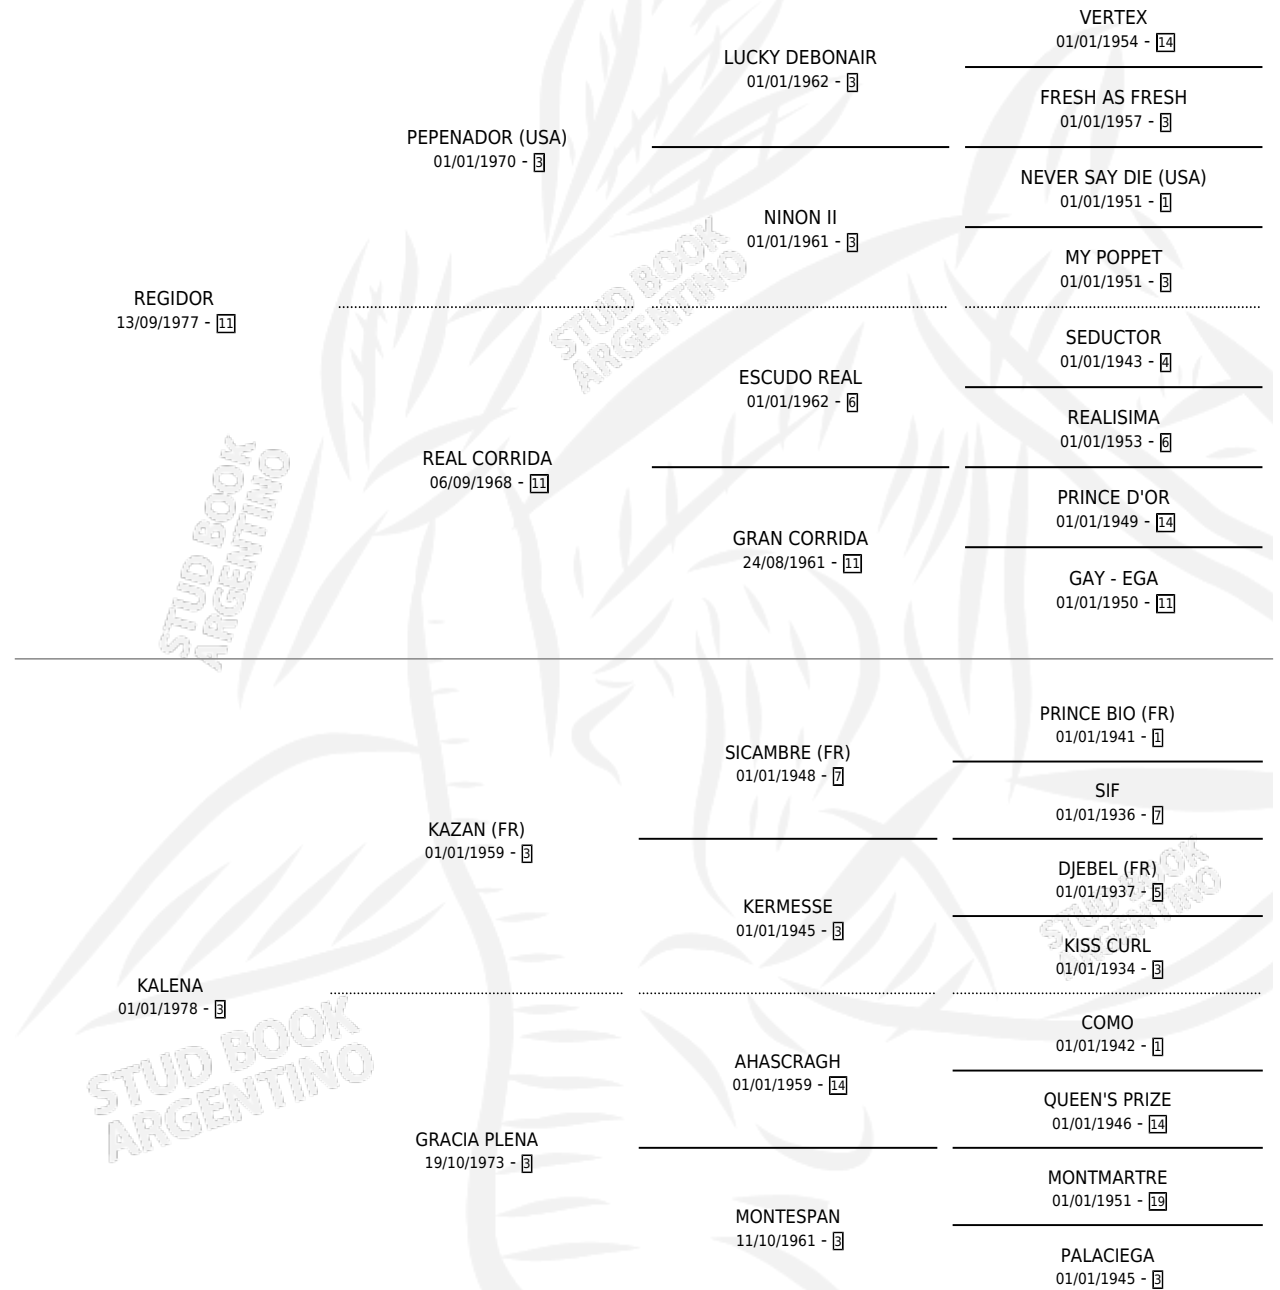 VERTEX
01/01/1954 - 14
LUCKY DEBONAIR
01/01/1962 - 3
FRESH AS FRESH
01/01/1957 - 3
PEPENADOR (USA)
01/01/1970 - 3
NEVER SAY DIE (USA)
01/01/1951 - 1
NINON II
01/01/1961 - 3
MY POPPET
01/01/1951 - 3
REGIDOR
13/09/1977 - 11
SEDUCTOR
01/01/1943 - 4
ESCUDO REAL
01/01/1962 - 6
REALISIMA
01/01/1953 - 6
REAL CORRIDA
06/09/1968 - 11
PRINCE D'OR
01/01/1949 - 14
GRAN CORRIDA
24/08/1961 - 11
GAY - EGA
01/01/1950 - 11
STUD BOOK
ARGENTINO
STUD BOOK
ARGENTINO
PRINCE BIO (FR)
01/01/1941 - 1
SICAMBRE (FR)
01/01/1948 - 7
SIF
01/01/1936 - 7
KAZAN (FR)
01/01/1959 - 3
DJEBEL (FR)
01/01/1937 - 5
KERMESSE
01/01/1945 - 3
KISS CURL
01/01/1934 - 3
KALENA
01/01/1978 - 3
COMO
01/01/1942 - 1
AHASCRAGH
01/01/1959 - 14
QUEEN'S PRIZE
01/01/1946 - 14
GRACIA PLENA
19/10/1973 - 3
MONTMARTRE
01/01/1951 - 19
MONTESPAN
11/10/1961 - 3
PALACIEGA
01/01/1945 - 3
STUD BOOK
ARGENTINO
STUD BOOK
ARGENTINO